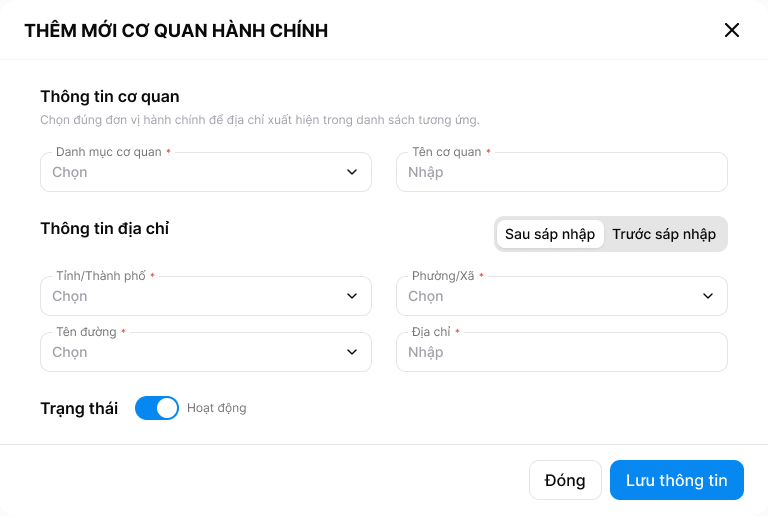 THÊM MỚI CƠ QUAN HÀNH CHÍNH
Thông tin cơ quan
Chọn đúng đơn vị hành chính để địa chỉ xuất hiện trong danh sách tương ứng.
Danh mục cơ quan *
Chọn
Tên cơ quan *
Nhập
Thông tin địa chỉ
Sau sáp nhập
Trước sáp nhập
Tỉnh/Thành phố *
Chọn
Phường/Xã *
Chọn
Tên đường *
Chọn
Địa chỉ *
Nhập
Trạng thái
Hoạt động
Đóng
Lưu thông tin